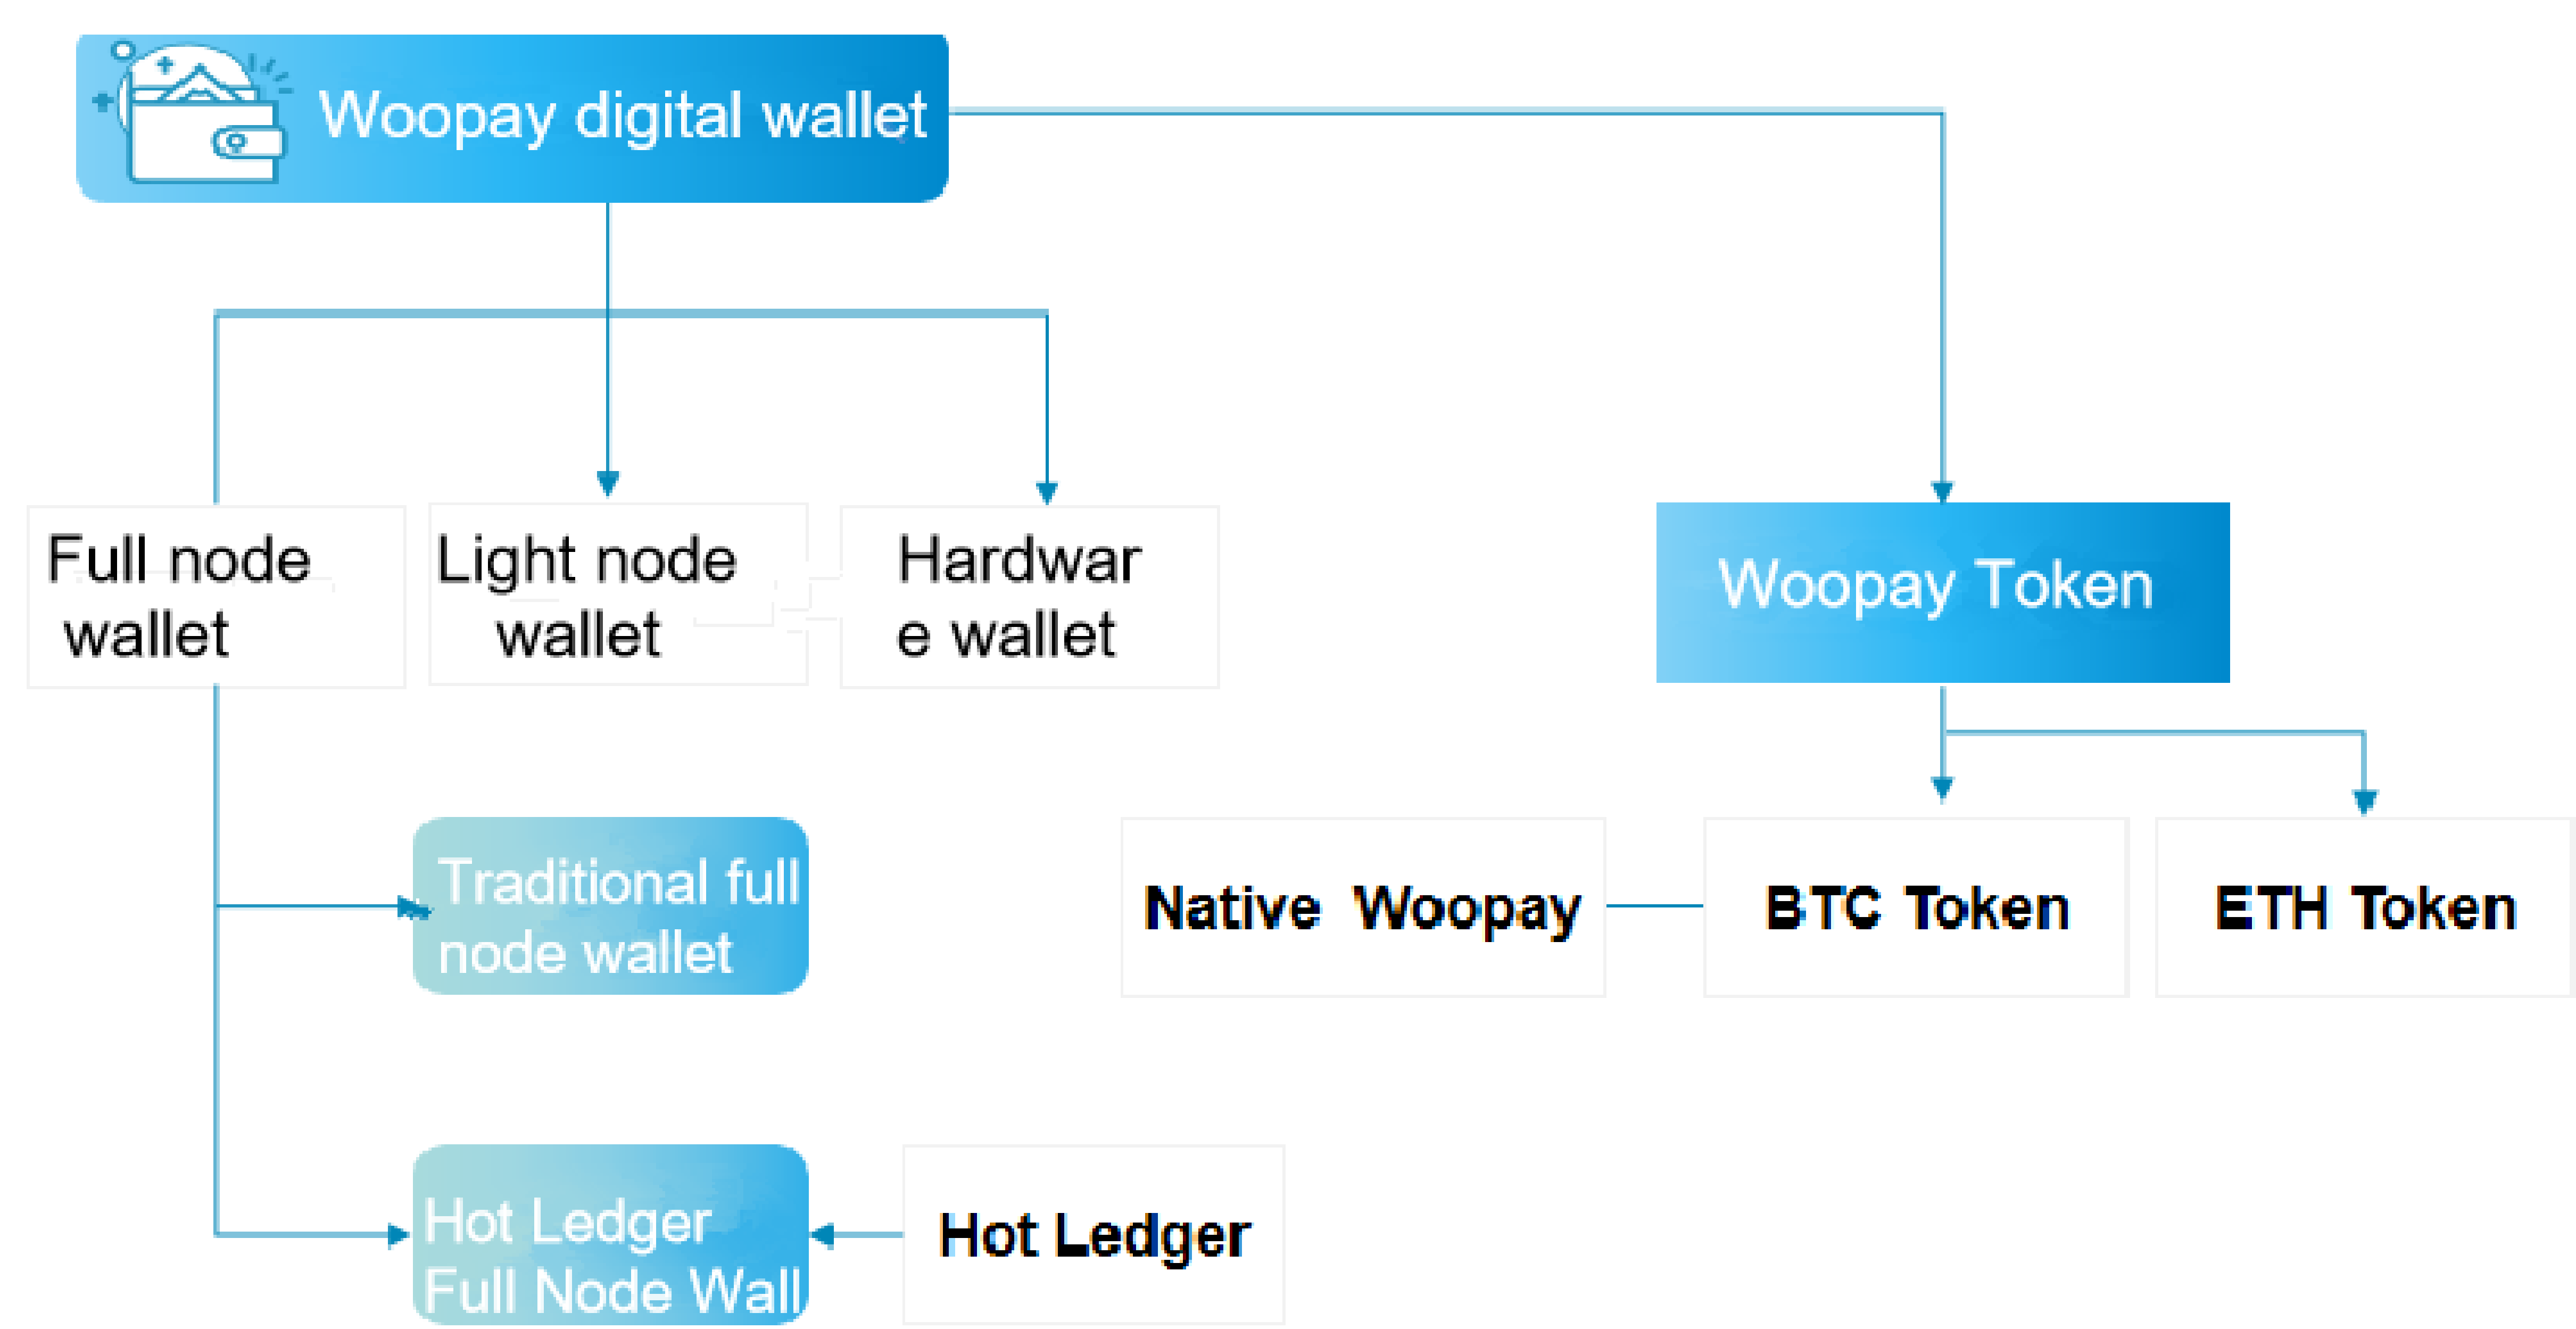 Woopay digital wallet
Full node
wallet
Light node
wallet
Hardwar
e wallet
Woopay Token
Traditional full
node wallet
Native Woopay
BTC Token
ETH Token
Hot Ledger
Full Node Wall
Hot Ledger